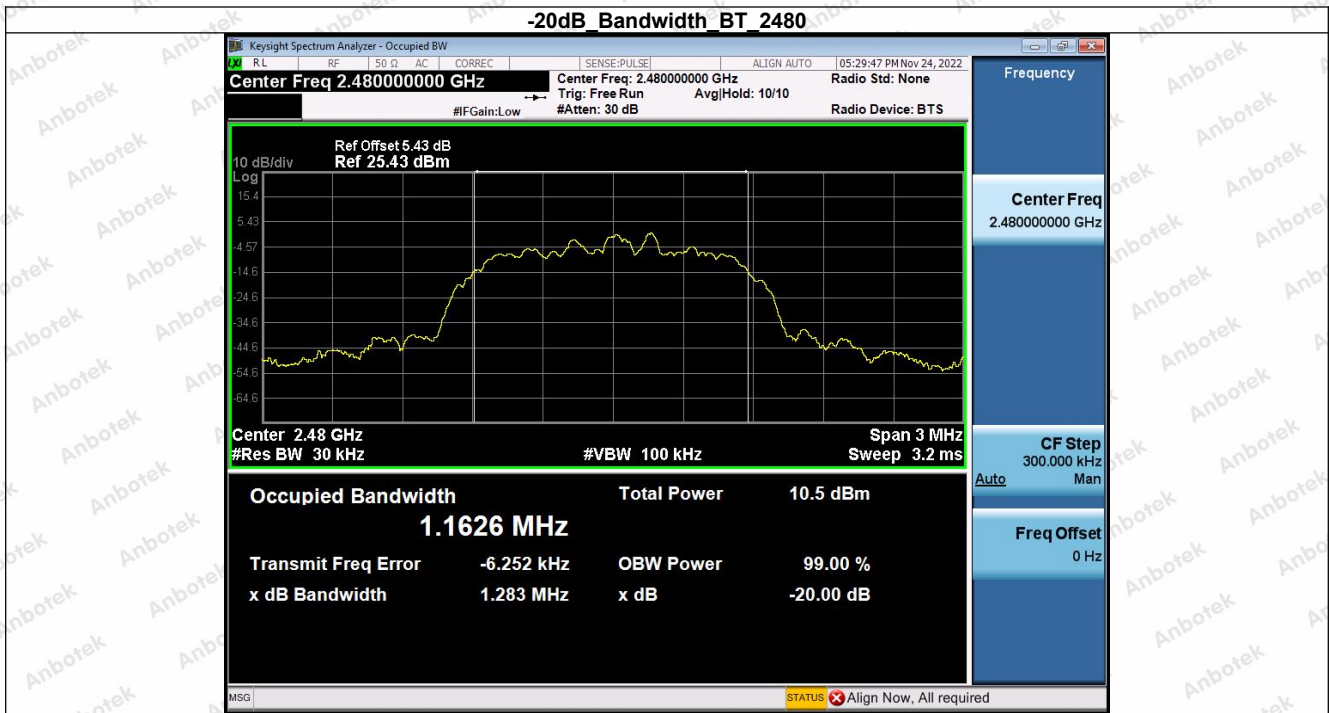 -20dB_Bandwidth_BT_2480
Keysight Spectrum Analyzer - Occupied BW
LXI RL RF 50 Ω AC CORREC SENSE:PULSE ALIGN AUTO 05:29:47 PM Nov 24, 2022
Center Freq 2.480000000 GHz
Center Freq: 2.480000000 GHz
Radio Std: None
Trig: Free Run Avg|Hold: 10/10
#IFGain:Low #Atten: 30 dB
Radio Device: BTS
Frequency
Ref Offset 5.43 dB
10 dB/div Ref 25.43 dBm
Log
15.4
5.43
-4.57
-14.6
-24.6
-34.6
-44.6
-54.6
-64.6
Center 2.48 GHz Span 3 MHz
#Res BW 30 kHz #VBW 100 kHz Sweep 3.2 ms
Center Freq
2.480000000 GHz
CF Step
300.000 kHz
Auto Man
Freq Offset
0 Hz
Occupied Bandwidth Total Power 10.5 dBm
1.1626 MHz
Transmit Freq Error -6.252 kHz OBW Power 99.00 %
x dB Bandwidth 1.283 MHz x dB -20.00 dB
MSG STATUS Align Now, All required
Anbotek